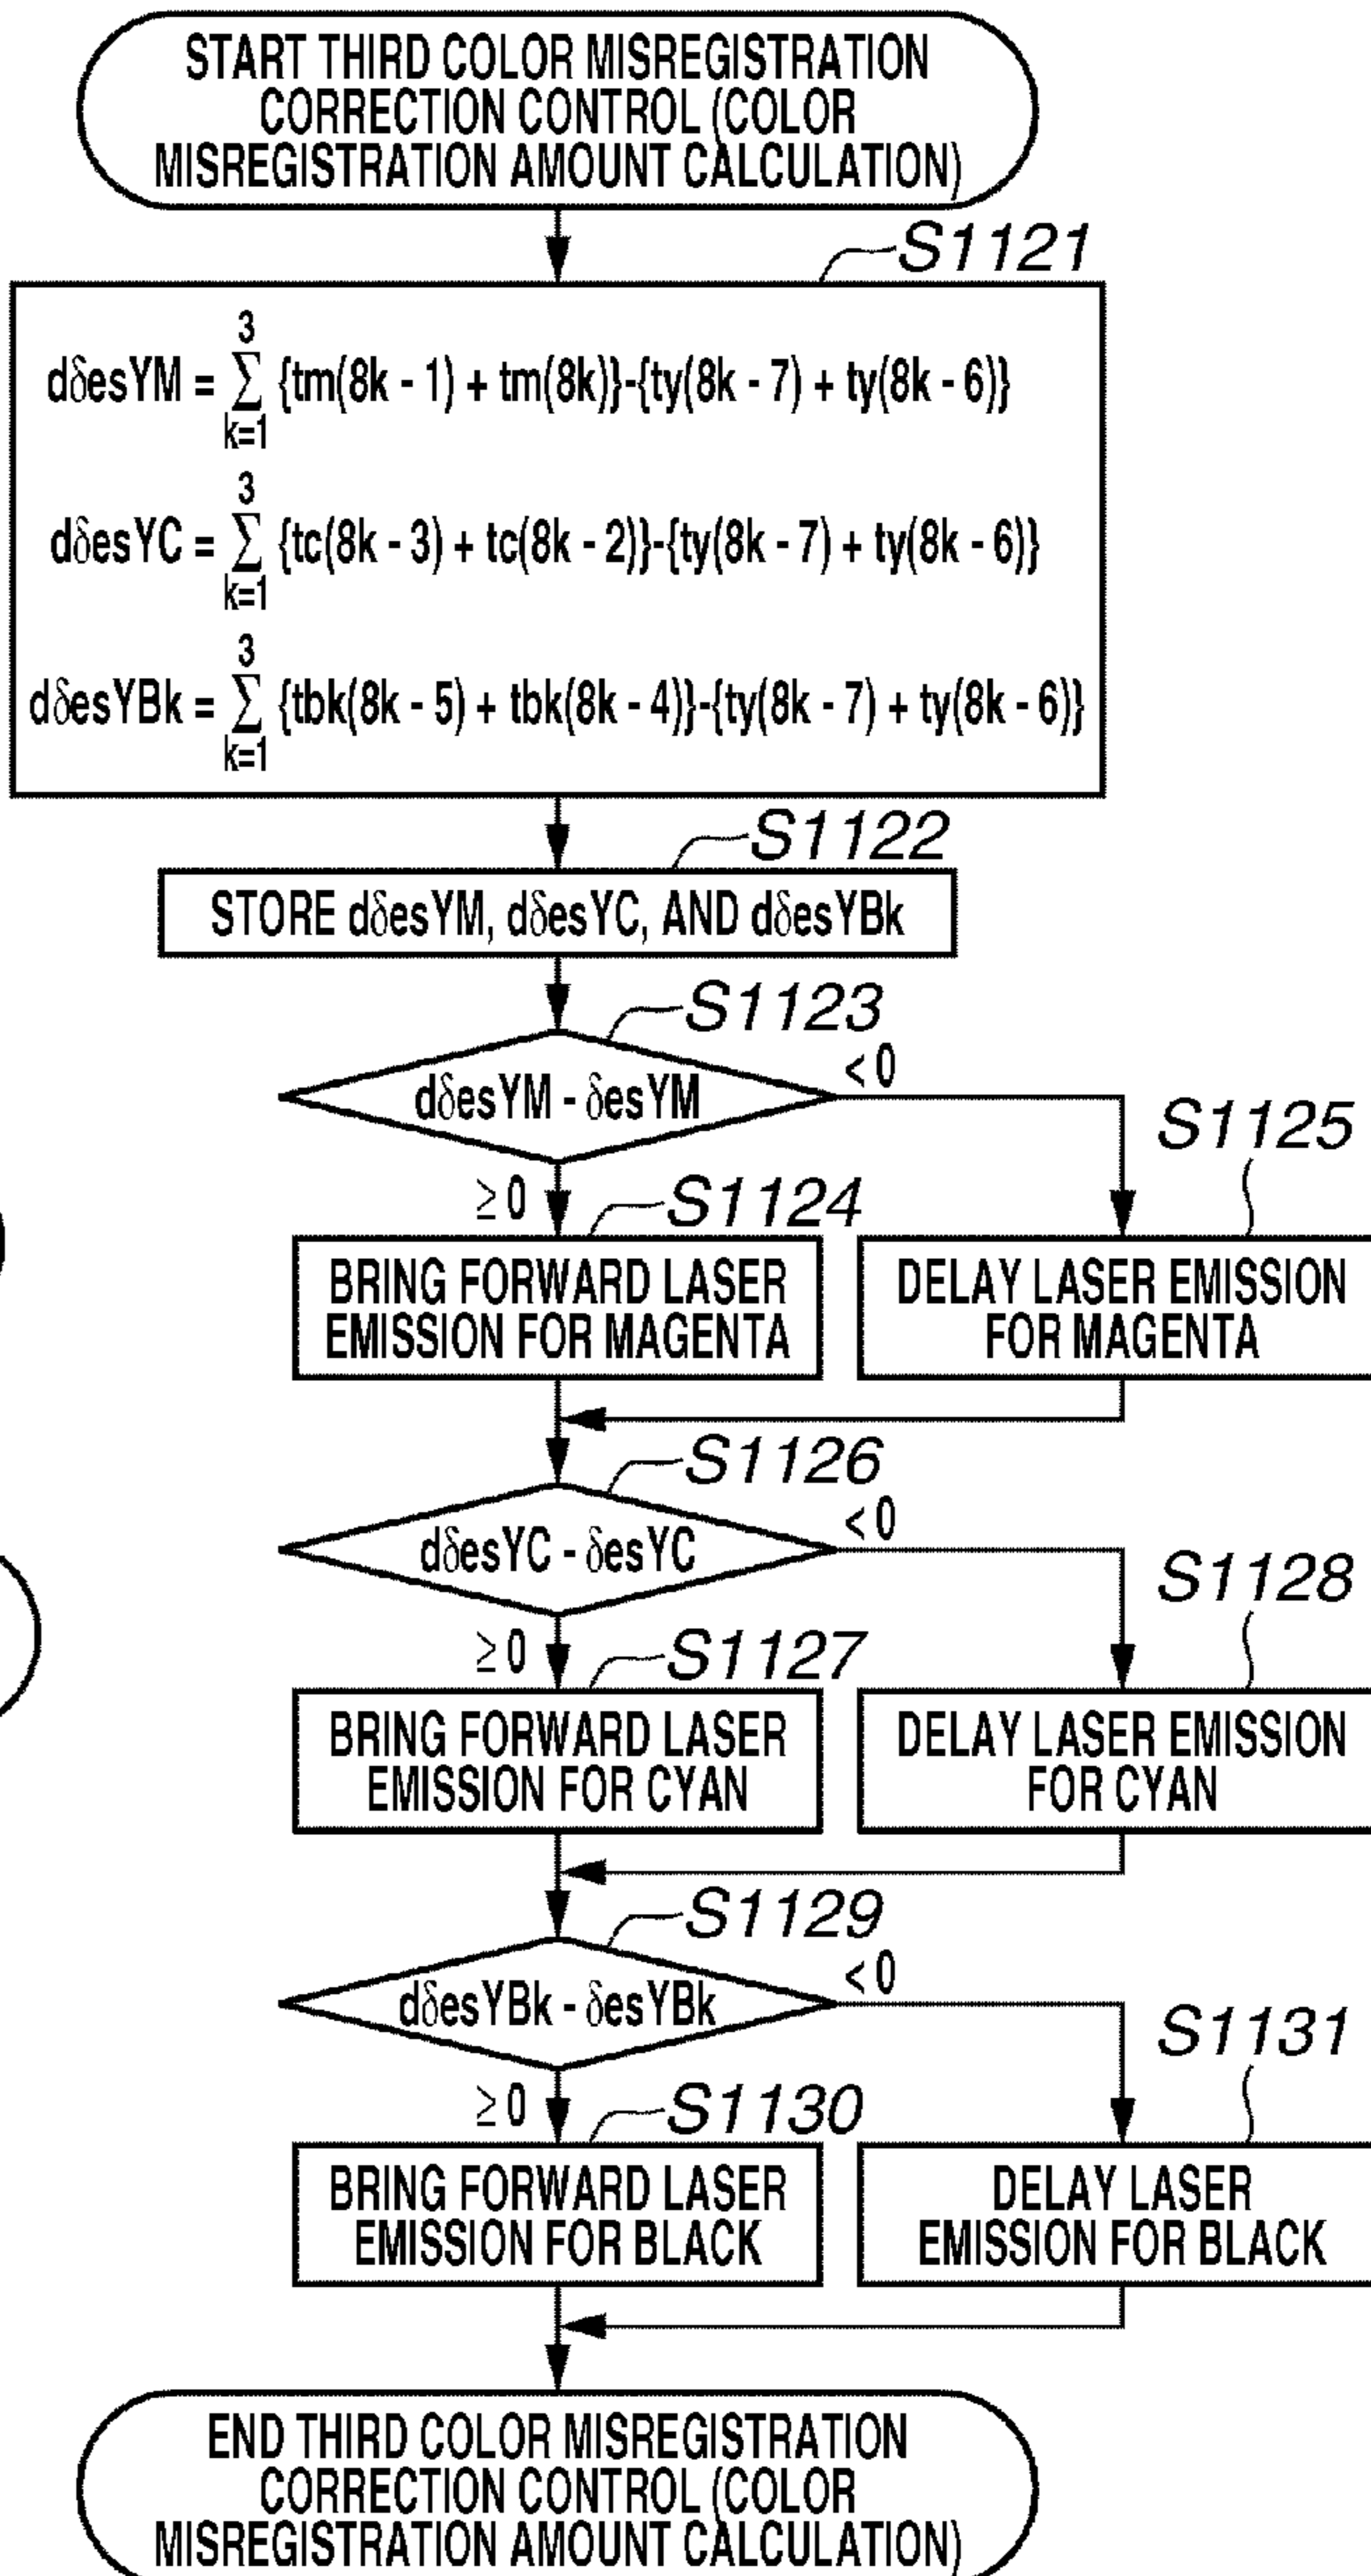 START THIRD COLOR MISREGISTRATION
CORRECTION CONTROL (COLOR
MISREGISTRATION AMOUNT CALCULATION)
S1121
3
dδesYM = Σ {tm(8k - 1) + tm(8k)}-{ty(8k - 7) + ty(8k - 6)}
k=1
3
dδesYC = Σ {tc(8k - 3) + tc(8k - 2)}-{ty(8k - 7) + ty(8k - 6)}
k=1
3
dδesYBk = Σ {tbk(8k - 5) + tbk(8k - 4)}-{ty(8k - 7) + ty(8k - 6)}
k=1
S1122
STORE dδesYM, dδesYC, AND dδesYBk
S1123
dδesYM - δesYM
< 0
≥ 0
S1124
S1125
BRING FORWARD LASER
EMISSION FOR MAGENTA
DELAY LASER EMISSION
FOR MAGENTA
S1126
dδesYC - δesYC
< 0
≥ 0
S1127
S1128
BRING FORWARD LASER
EMISSION FOR CYAN
DELAY LASER EMISSION
FOR CYAN
S1129
dδesYBk - δesYBk
< 0
≥ 0
S1130
S1131
BRING FORWARD LASER
EMISSION FOR BLACK
DELAY LASER
EMISSION FOR BLACK
END THIRD COLOR MISREGISTRATION
CORRECTION CONTROL (COLOR
MISREGISTRATION AMOUNT CALCULATION)